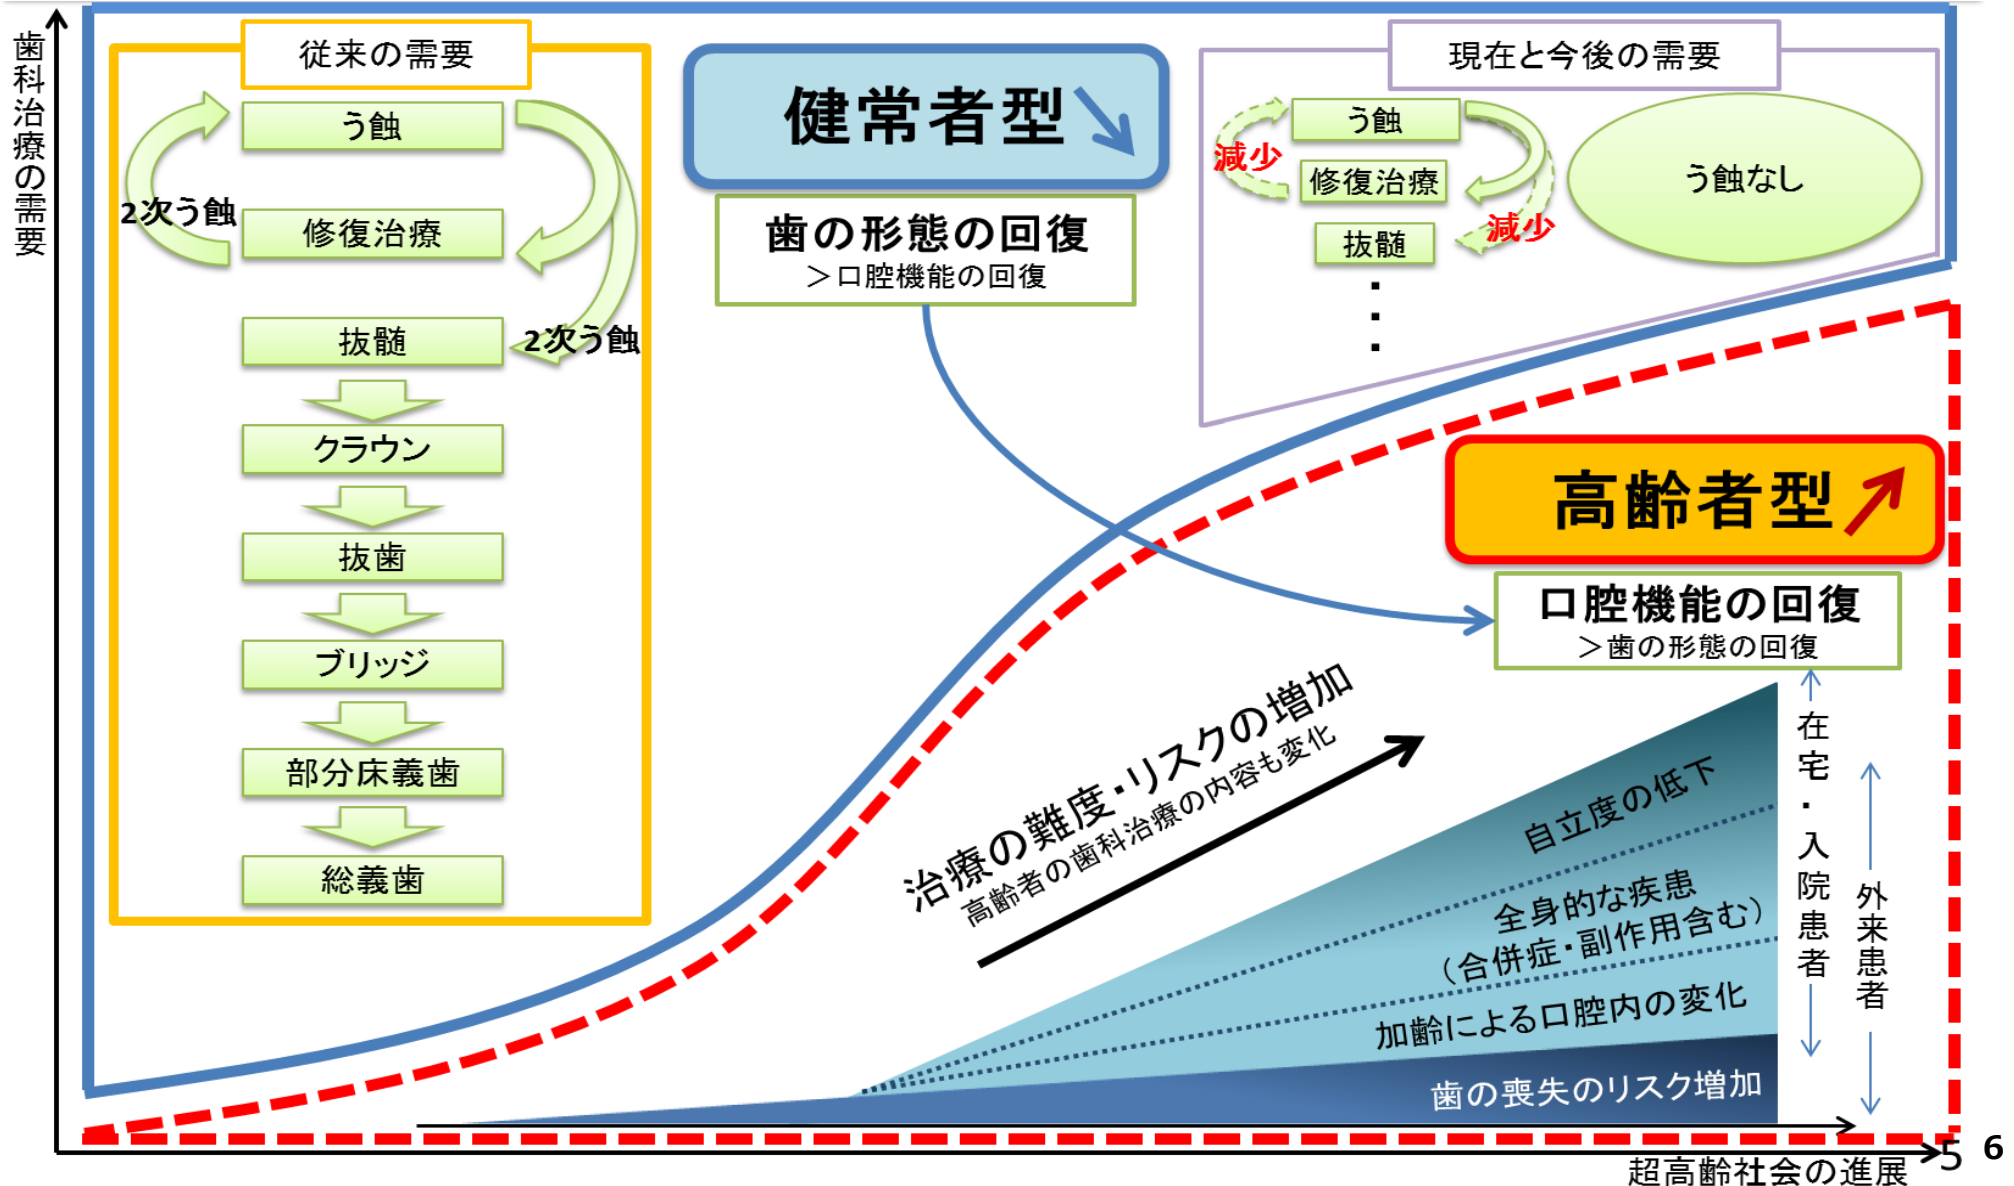 歯科治療の需要
従来の需要
う蝕
2次う蝕
修復治療
抜髄
2次う蝕
クラウン
抜歯
ブリッジ
部分床義歯
総義歯
健常者型
歯の形態の回復
＞口腔機能の回復
現在と今後の需要
う蝕
減少
修復治療
減少
抜髄
・
・
・
う蝕なし
高齢者型
口腔機能の回復
＞歯の形態の回復
治療の難度・リスクの増加
高齢者の歯科治療の内容も変化
自立度の低下
全身的な疾患
（合併症・副作用含む）
加齢による口腔内の変化
歯の喪失のリスク増加
在宅・入院患者
外来患者
超高齢社会の進展
5
6